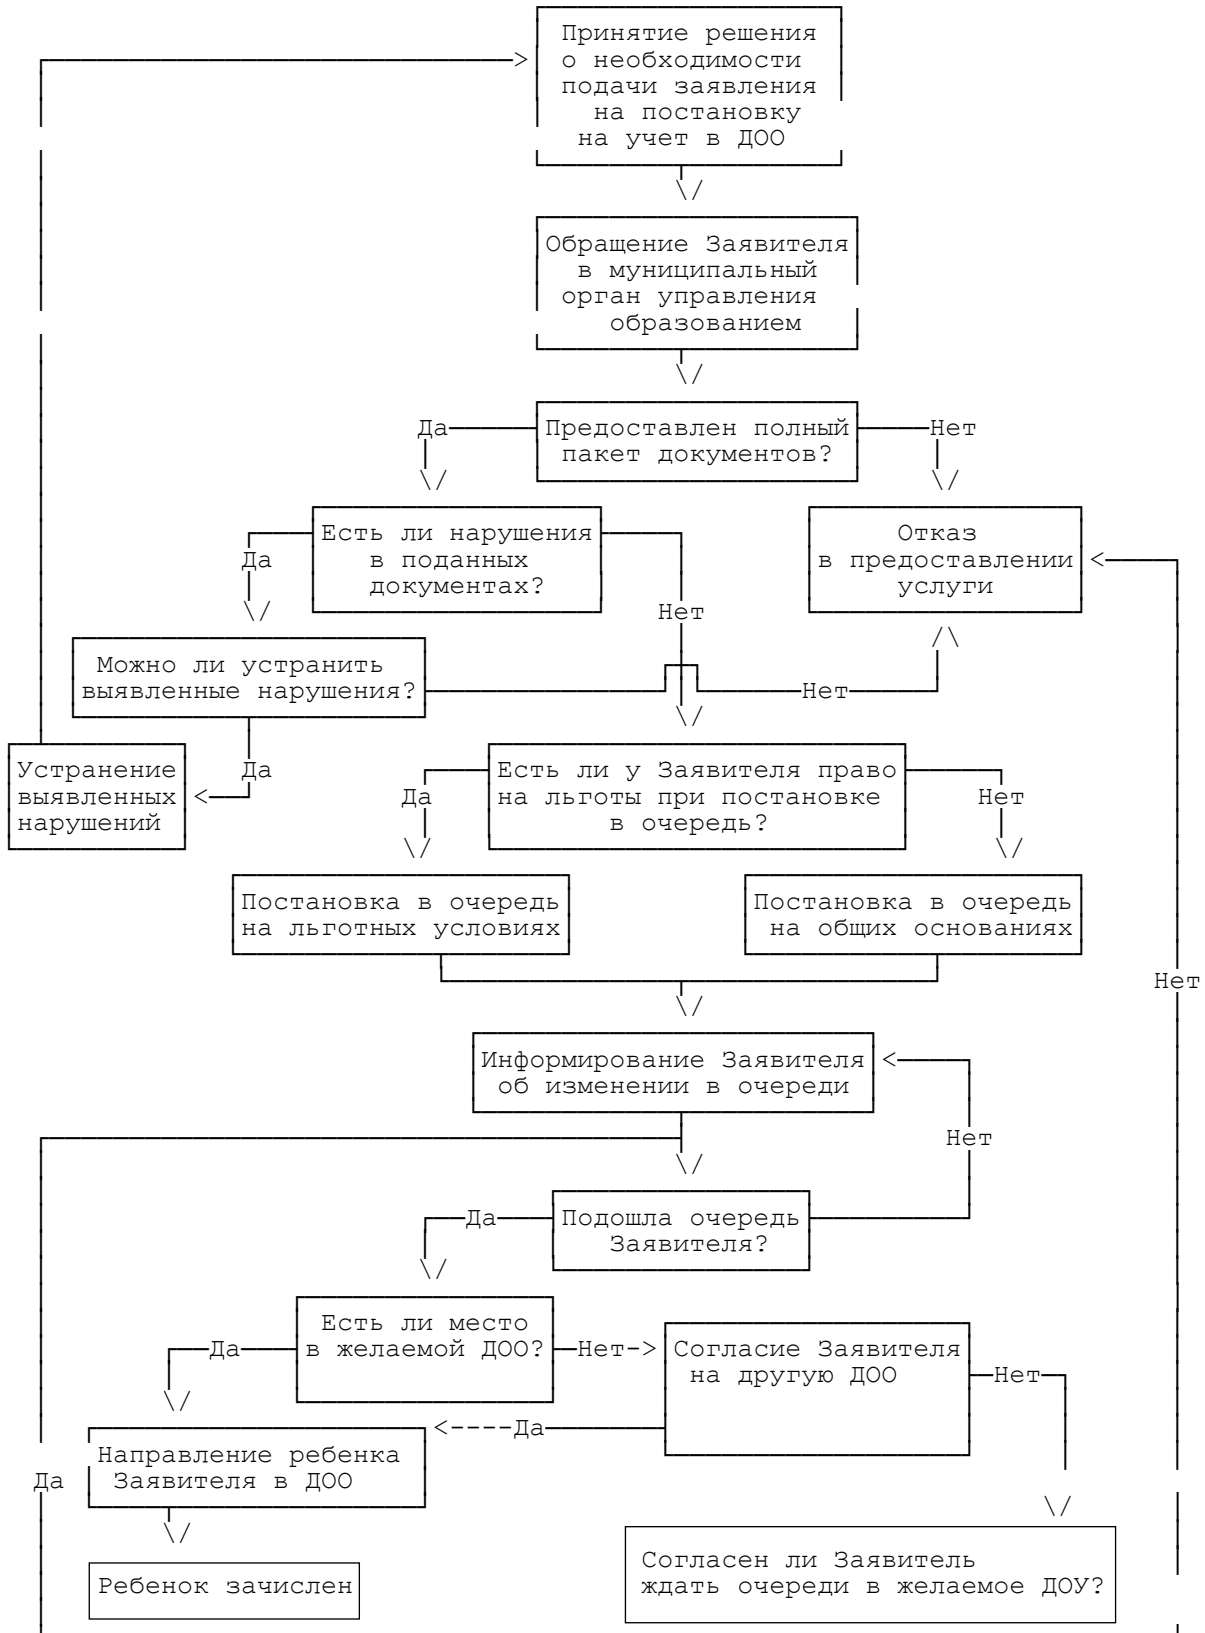 Принятие решения
о необходимости
подачи заявления
на постановку
на учет в ДОО
Обращение Заявителя
в муниципальный
орган управления
образованием
Да
Предоставлен полный
пакет документов?
Нет
Есть ли нарушения
в поданных
документах?
Да
Нет
Отказ
в предоставлении
услуги
Можно ли устранить
выявленные нарушения?
Нет
Да
Устранение
выявленных
нарушений
Есть ли у Заявителя право
на льготы при постановке
в очередь?
Да
Нет
Постановка в очередь
на льготных условиях
Постановка в очередь
на общих основаниях
Нет
Информирование Заявителя
об изменении в очереди
Нет
Да
Подошла очередь
Заявителя?
Есть ли место
в желаемой ДОО?
Да
Нет
Согласие Заявителя
на другую ДОО
Нет
Да
Направление ребенка
Заявителя в ДОО
Да
Ребенок зачислен
Согласен ли Заявитель
ждать очереди в желаемое ДОУ?